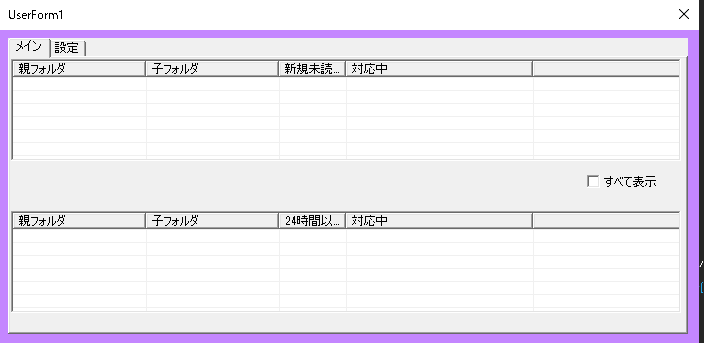 UserForm1
メイン 設定
親フォルダ 子フォルダ 新規未読... 対応中
すべて表示
親フォルダ 子フォルダ 24時間以... 対応中